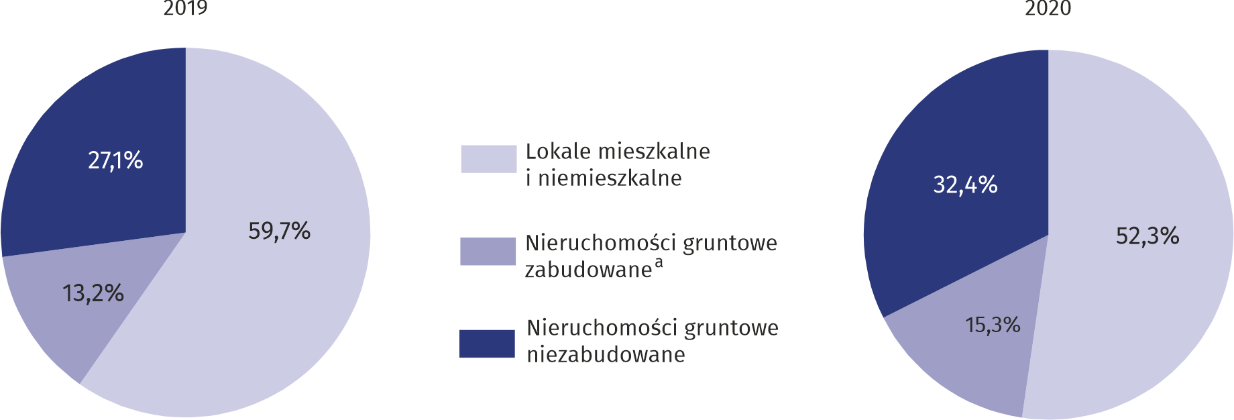 2019
27,1%
59,7%
13,2%
Lokale mieszkalne
i niemieszkalne
Nieruchomości gruntowe
zabudowaneᵃ
Nieruchomości gruntowe
niezabudowane
2020
32,4%
52,3%
15,3%